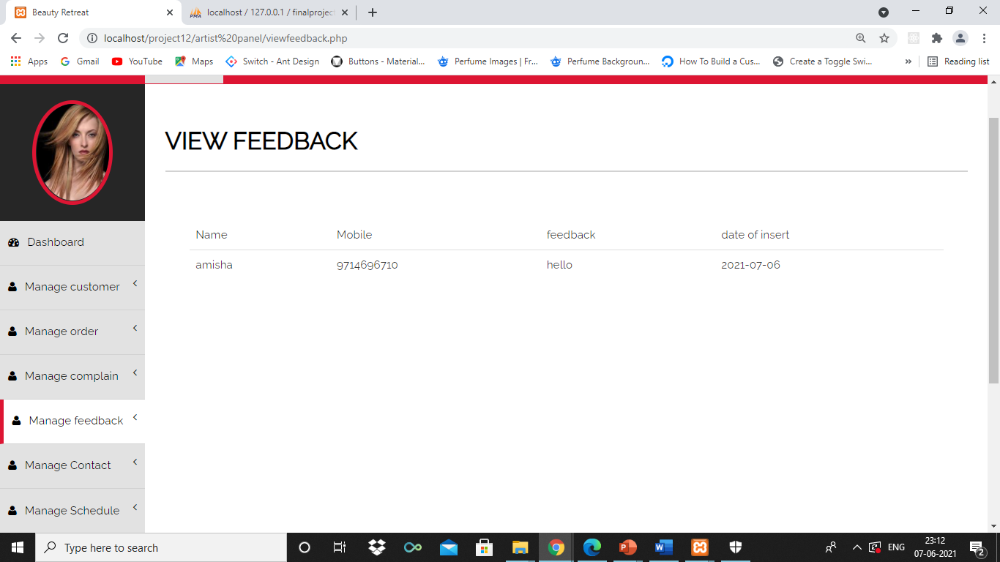 Beauty Retreat
localhost / 127.0.0.1 / finalproject
localhost/project12/artist%20panel/viewfeedback.php
Apps Gmail YouTube Maps Switch - Ant Design Buttons - Material... Perfume Images | Fr... Perfume Backgroun... How To Build a Cus... Create a Toggle Swi... » Reading list
VIEW FEEDBACK
Name Mobile feedback date of insert
amisha 9714696710 hello 2021-07-06
Dashboard
Manage customer
Manage order
Manage complain
Manage feedback
Manage Contact
Manage Schedule
Type here to search
ENG
23:12
07-06-2021
2